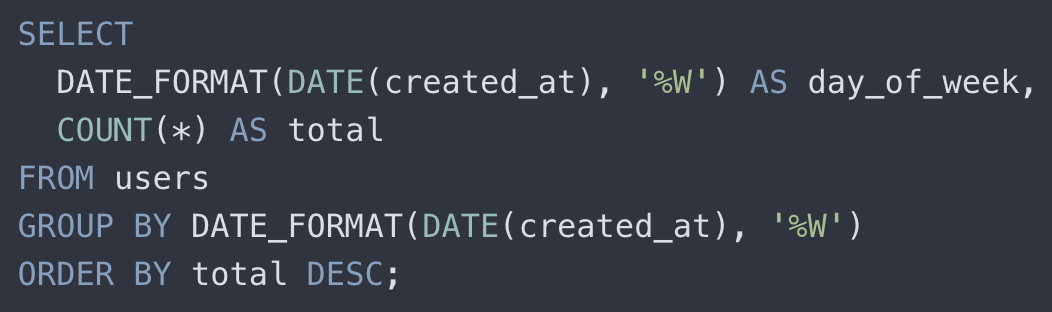 SELECT
  DATE_FORMAT(DATE(created_at), '%W') AS day_of_week,
  COUNT(*) AS total
FROM users
GROUP BY DATE_FORMAT(DATE(created_at), '%W')
ORDER BY total DESC;